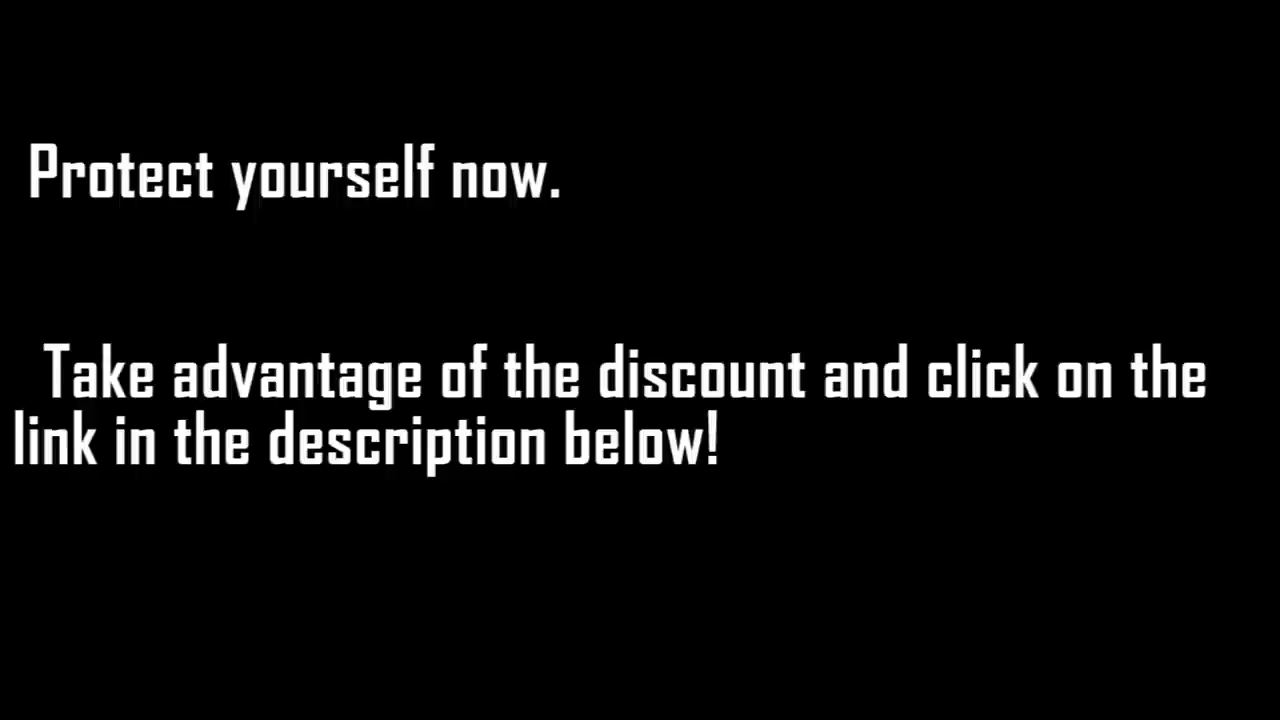 Protect yourself now.
Take advantage of the discount and click on the
link in the description below!